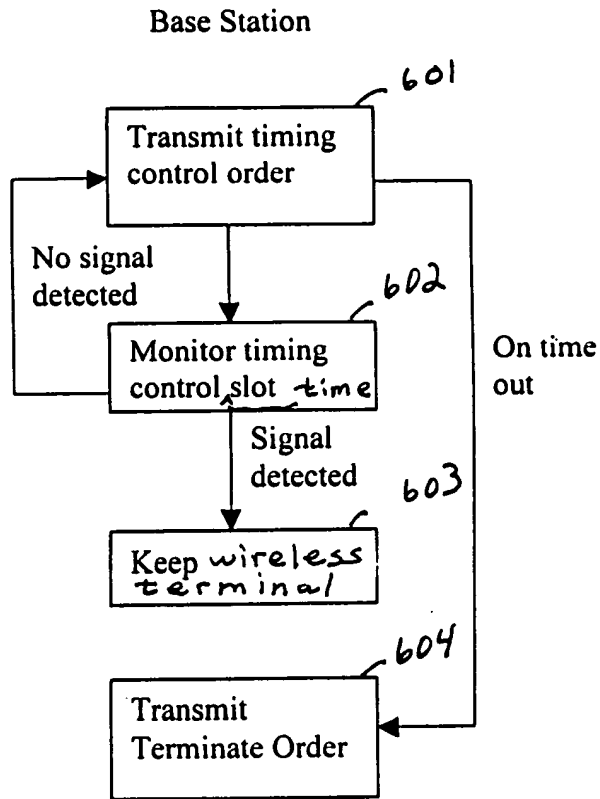 Base Station
601
Transmit timing
control order
No signal
detected
602
Monitor timing
control slot time
On time
out
Signal
detected
603
Keep wireless
terminal
604
Transmit
Terminate Order